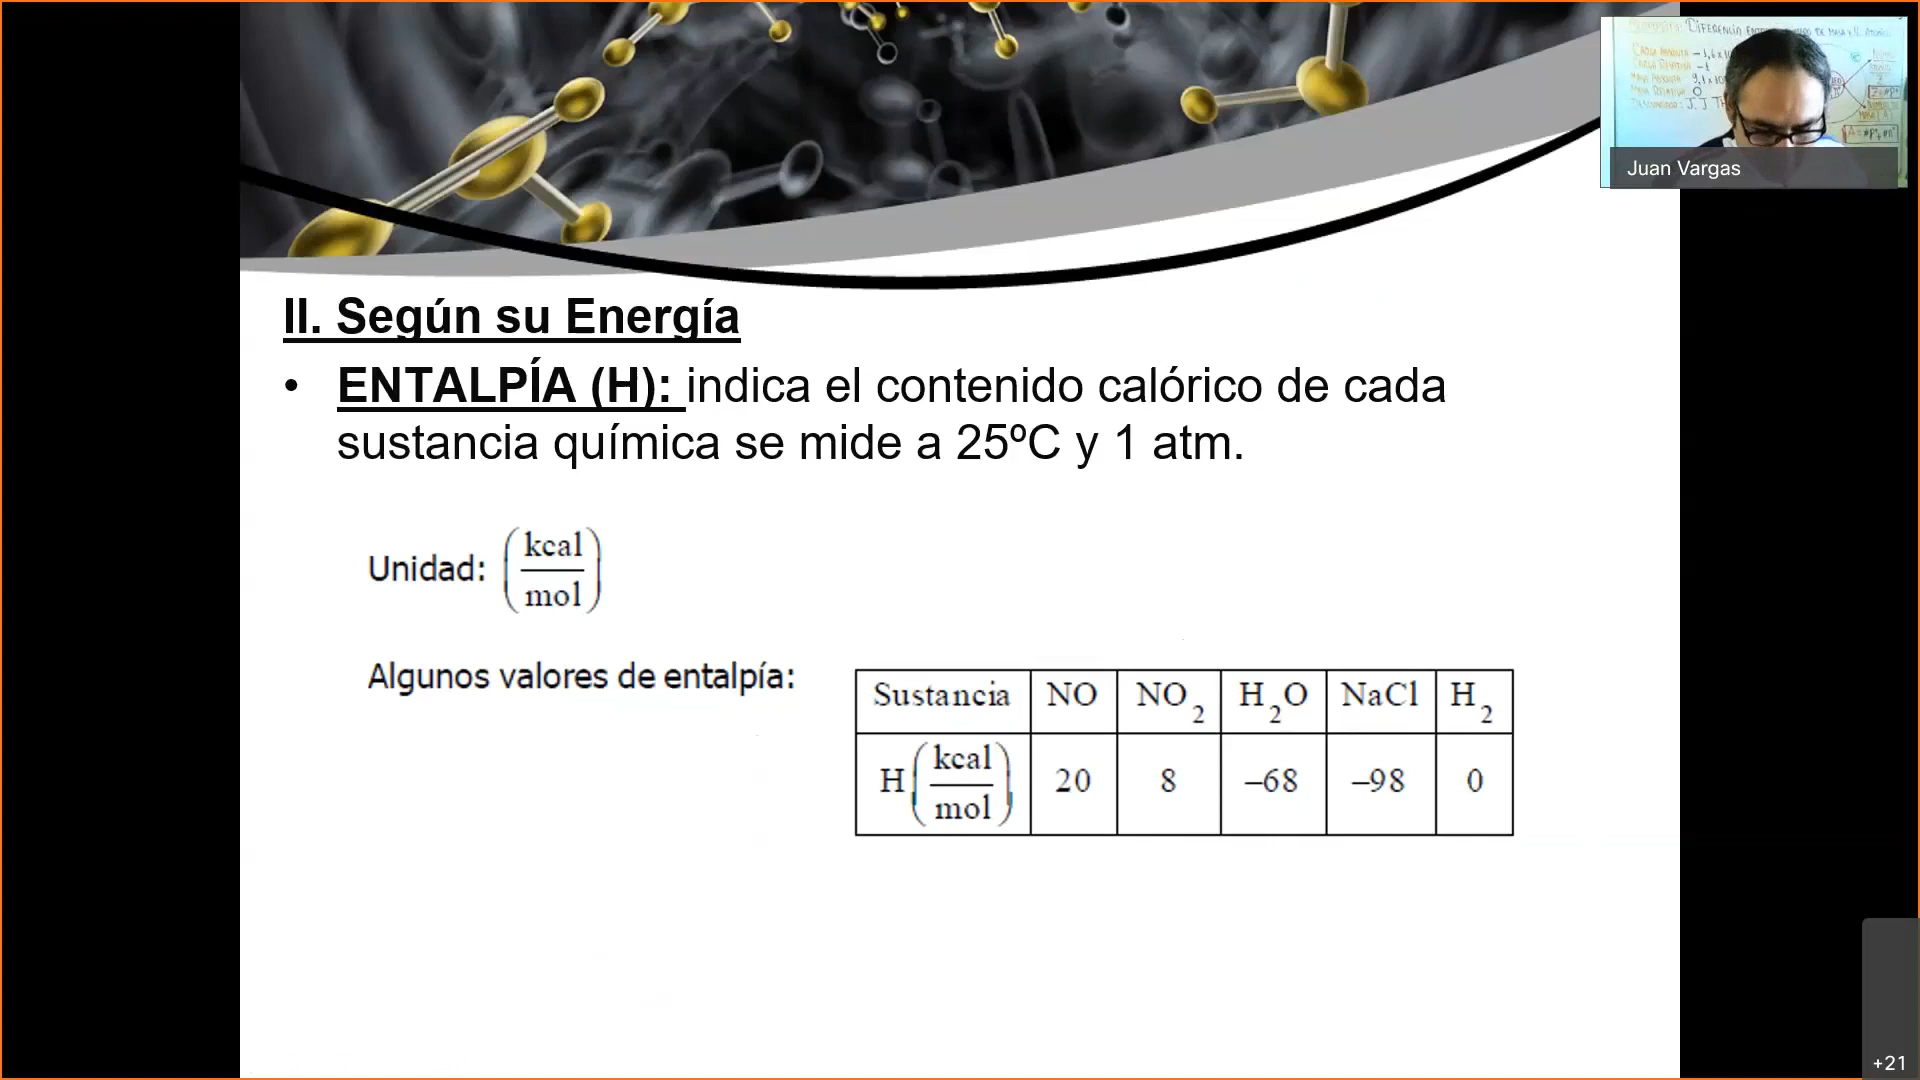 II. Según su Energía
• ENTALPÍA (H): indica el contenido calórico de cada
sustancia química se mide a 25ºC y 1 atm.
Unidad: (kcal/mol)
Algunos valores de entalpía:
Sustancia NO NO₂ H₂O NaCl H₂
H(kcal/mol) 20 8 –68 –98 0
Juan Vargas
+21